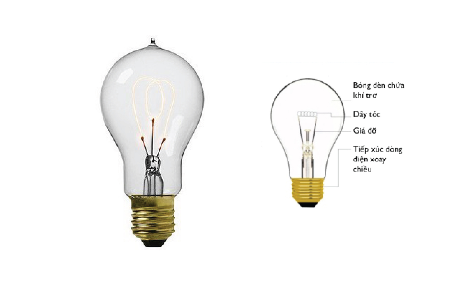 Bóng đèn chứa
khí trơ
Dây tóc
Giá đỡ
Tiếp xúc dòng
điện xoay
chiều